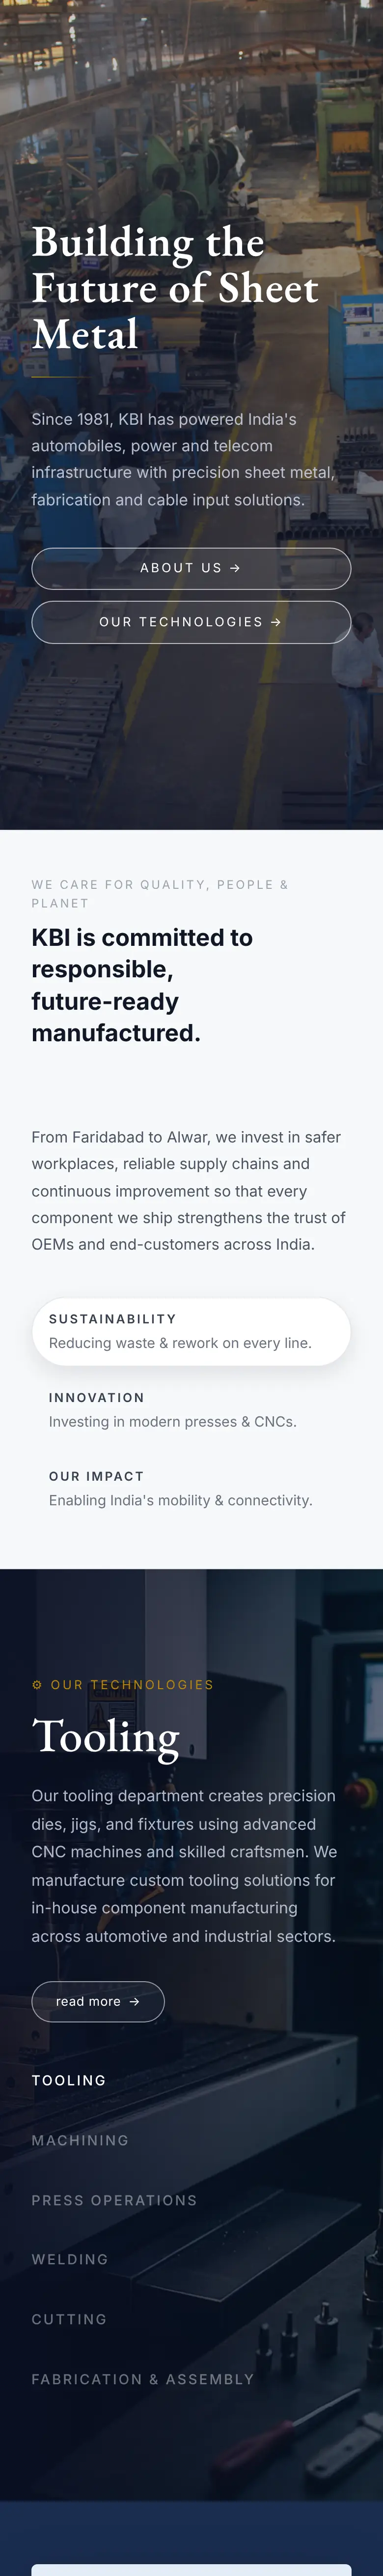 Building the
Future of Sheet
Metal
Since 1981, KBI has powered India's
automobiles, power and telecom
infrastructure with precision sheet metal,
fabrication and cable input solutions.
ABOUT US →
OUR TECHNOLOGIES →
WE CARE FOR QUALITY, PEOPLE &
PLANET
KBI is committed to
responsible,
future-ready
manufactured.
From Faridabad to Alwar, we invest in safer
workplaces, reliable supply chains and
continuous improvement so that every
component we ship strengthens the trust of
OEMs and end-customers across India.
SUSTAINABILITY
Reducing waste & rework on every line.
INNOVATION
Investing in modern presses & CNCs.
OUR IMPACT
Enabling India's mobility & connectivity.
⚙ OUR TECHNOLOGIES
Tooling
Our tooling department creates precision
dies, jigs, and fixtures using advanced
CNC machines and skilled craftsmen. We
manufacture custom tooling solutions for
in-house component manufacturing
across automotive and industrial sectors.
read more →
TOOLING
MACHINING
PRESS OPERATIONS
WELDING
CUTTING
FABRICATION & ASSEMBLY